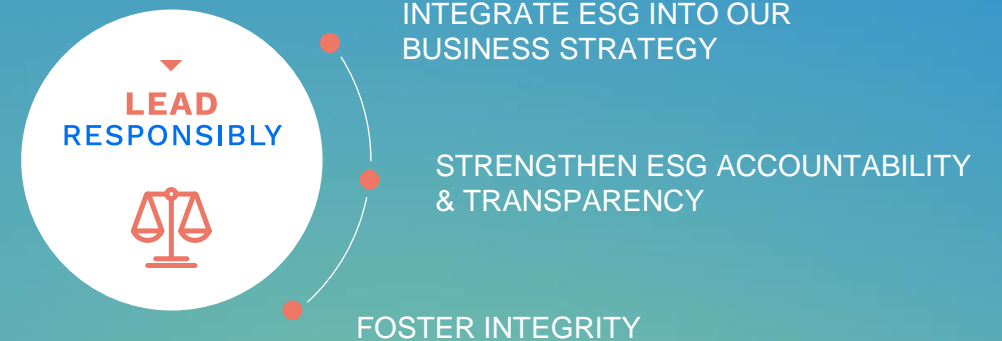 LEAD
RESPONSIBLY
INTEGRATE ESG INTO OUR
BUSINESS STRATEGY
STRENGTHEN ESG ACCOUNTABILITY
& TRANSPARENCY
FOSTER INTEGRITY